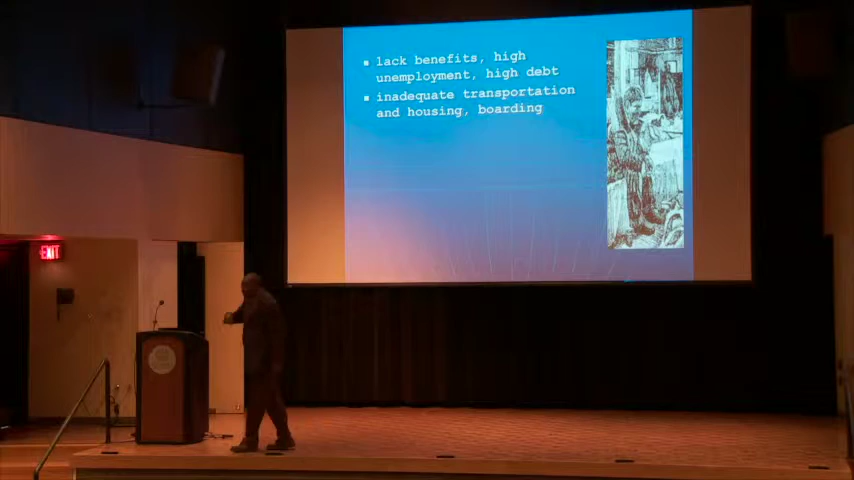 lack benefits, high
unemployment, high debt
inadequate transportation
and housing, boarding
EXIT